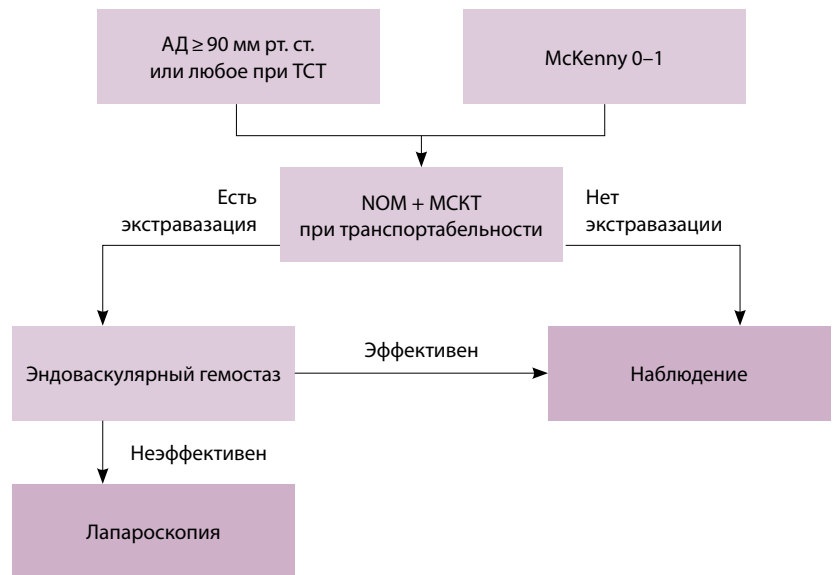 АД ≥ 90 мм рт. ст.
или любое при ТСТ
McKenny 0–1
Есть
экстравазация
NOM + МСКТ
при транспортабельности
Нет
экстравазации
Эндоваскулярный гемостаз
Эффективен
Наблюдение
Неэффективен
Лапароскопия